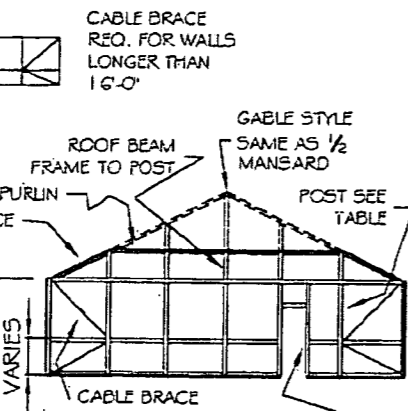 CABLE BRACE
REQ. FOR WALLS
LONGER THAN
16'-0"
GABLE STYLE
SAME AS ½
MANSARD
ROOF BEAM
FRAME TO POST
PURLIN
CE
POST SEE
TABLE
VARIES
CABLE BRACE